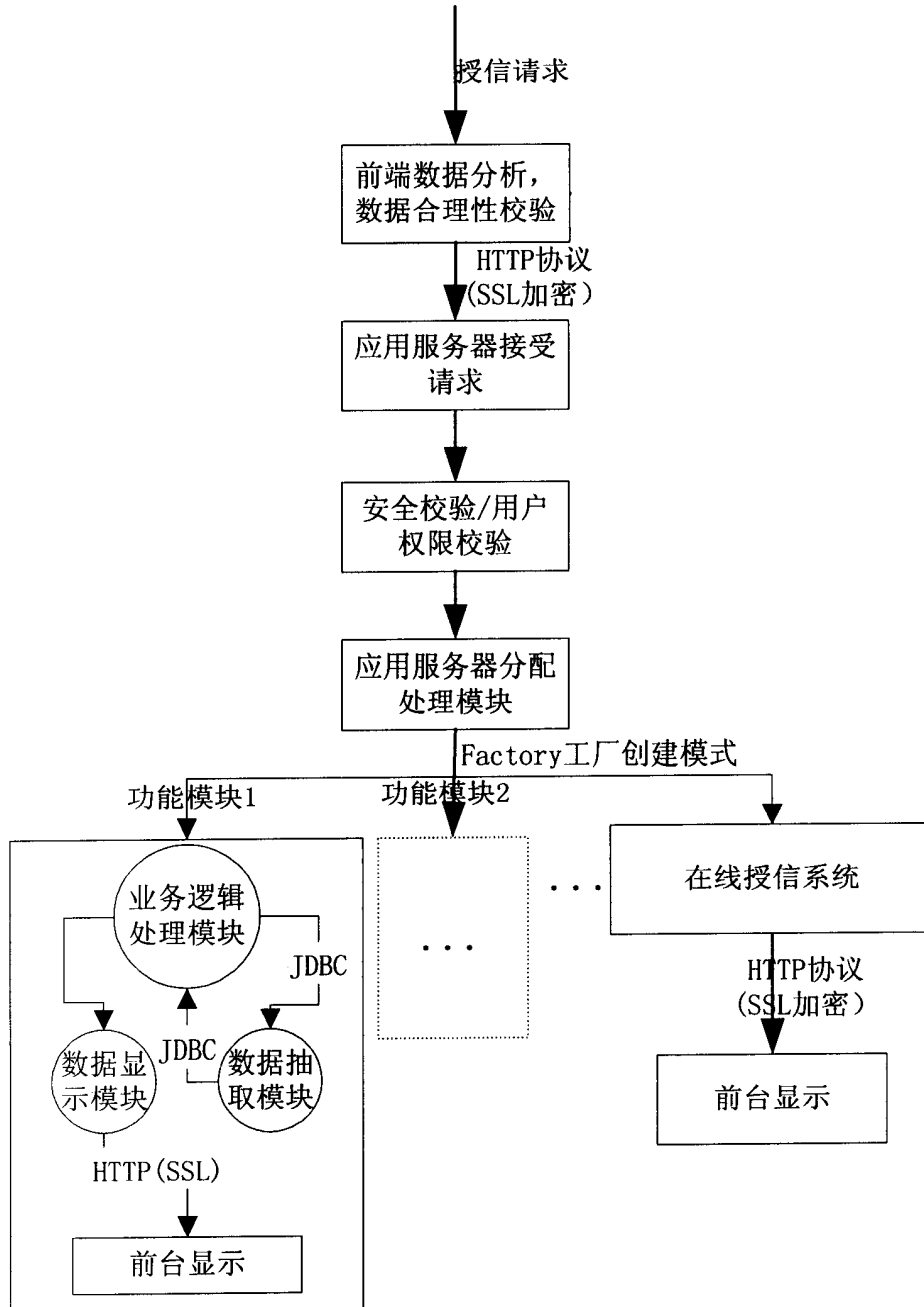 授信请求
前端数据分析,
数据合理性校验
HTTP协议
(SSL加密)
应用服务器接受
请求
安全校验/用户
权限校验
应用服务器分配
处理模块
Factory工厂创建模式
功能模块1
功能模块2
业务逻辑
处理模块
JDBC
数据显
示模块
JDBC
数据抽
取模块
HTTP(SSL)
前台显示
...
...
在线授信系统
HTTP协议
(SSL加密)
前台显示